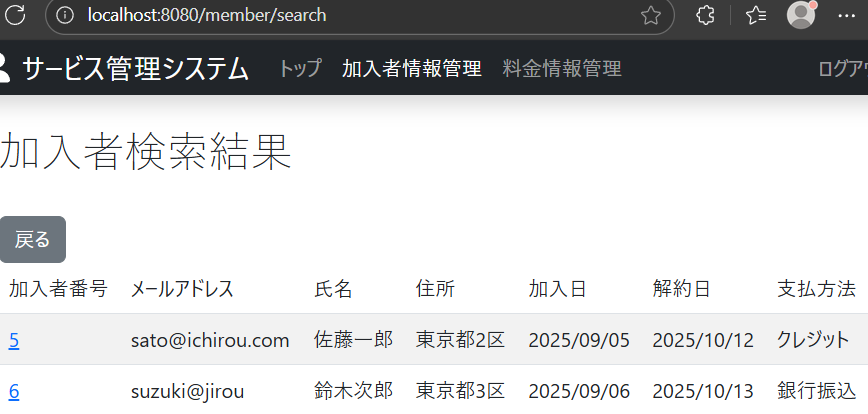 localhost:8080/member/search
サービス管理システム トップ 加入者情報管理 料金情報管理 ログア
加入者検索結果
戻る
加入者番号 メールアドレス 氏名 住所 加入日 解約日 支払方法
5 sato@ichirou.com 佐藤一郎 東京都2区 2025/09/05 2025/10/12 クレジット
6 suzuki@jirou 鈴木次郎 東京都3区 2025/09/06 2025/10/13 銀行振込